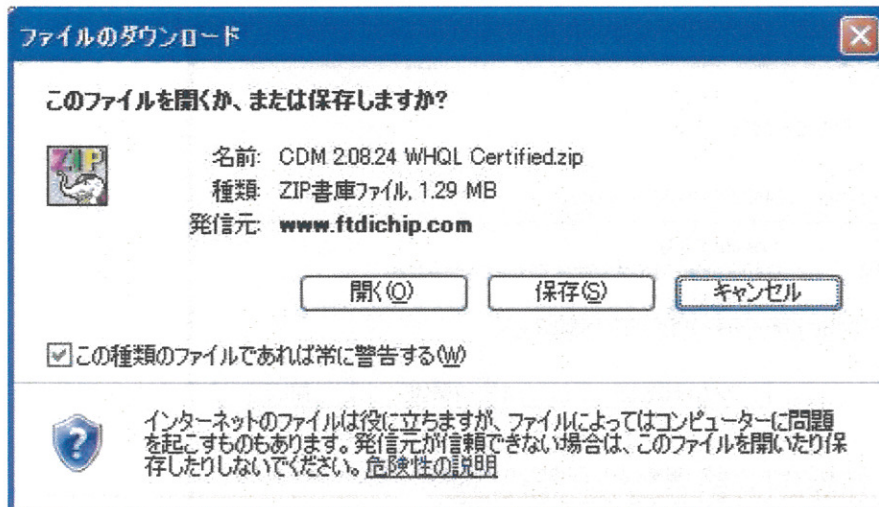 ファイルのダウンロード
このファイルを開くか、または保存しますか?
ZIP
名前: CDM 2.08.24 WHQL Certified.zip
種類: ZIP書庫ファイル, 1.29 MB
発信元: www.ftdichip.com
開く(O) 保存(S) キャンセル
この種類のファイルであれば常に警告する(W)
インターネットのファイルは役に立ちますが、ファイルによってはコンピューターに問題
を起こすものもあります。発信元が信頼できない場合は、このファイルを開いたり保
存したりしないでください。危険性の説明